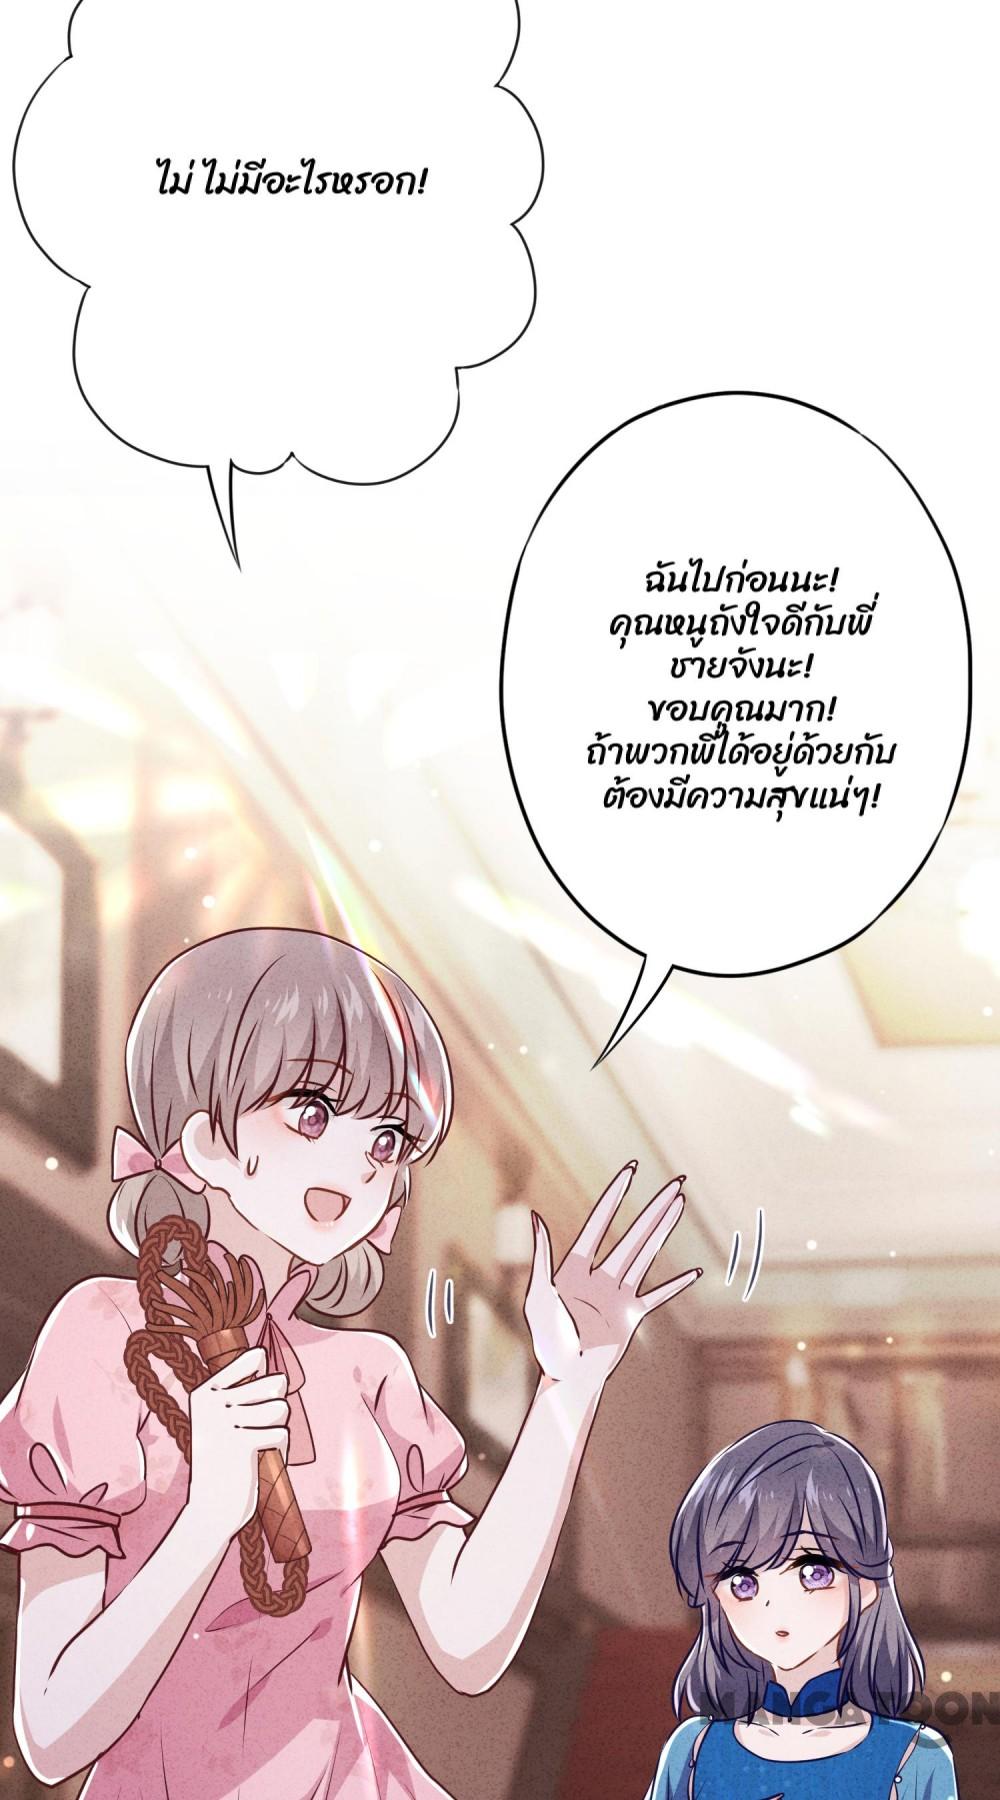 ไม่ ไม่มีอะไรหรอก!
ฉันไปก่อนนะ!
คุณหนูถังใจดีกับพี่
ชายจังนะ!
ขอบคุณมาก!
ถ้าพวกพี่ได้อยู่ด้วยกับ
ต้องมีความสุขแน่ๆ!
MANGATOON